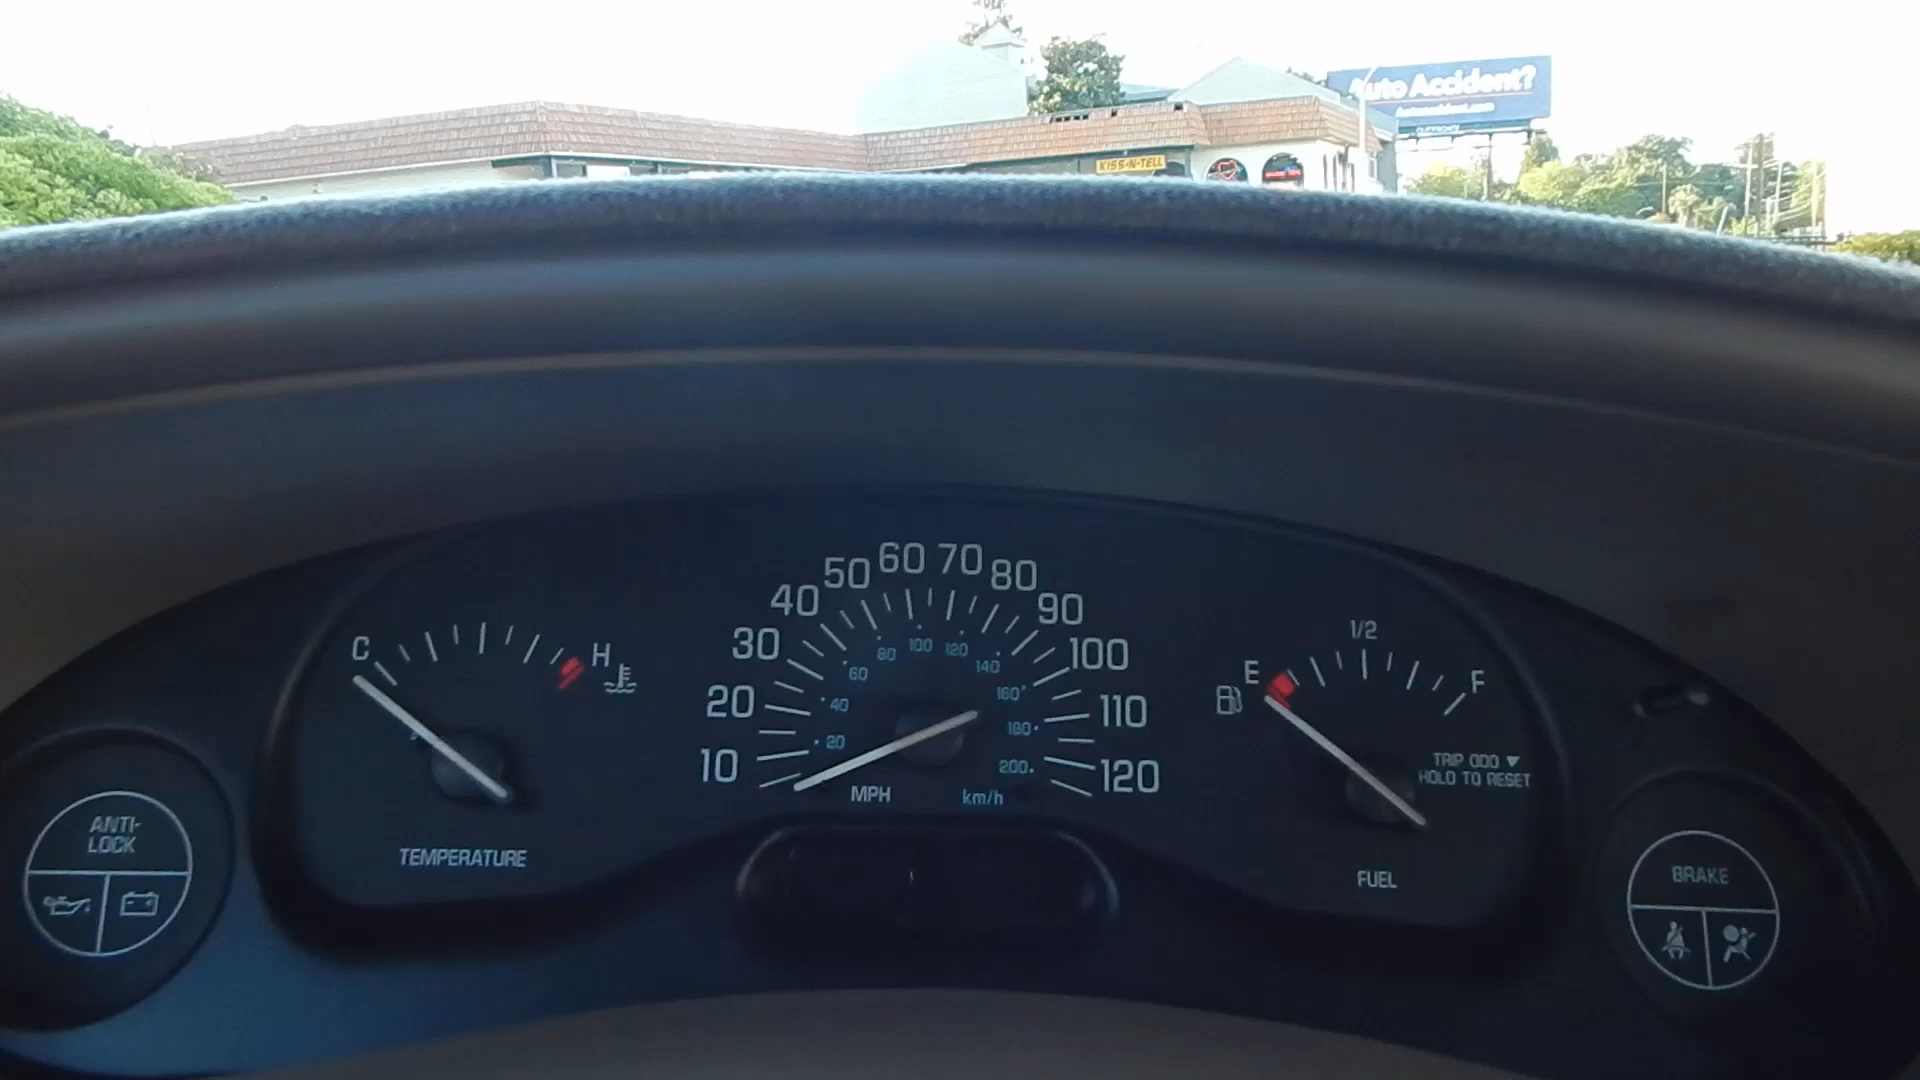 Auto Accident?
KISS-N-TELL
C
H
TEMPERATURE
10
20
30
40
50
60
70
80
90
100
110
120
20
40
60
80
100
120
140
160
180
200
MPH
km/h
E
1/2
F
TRIP ODO ▼
HOLD TO RESET
FUEL
ANTI-
LOCK
BRAKE